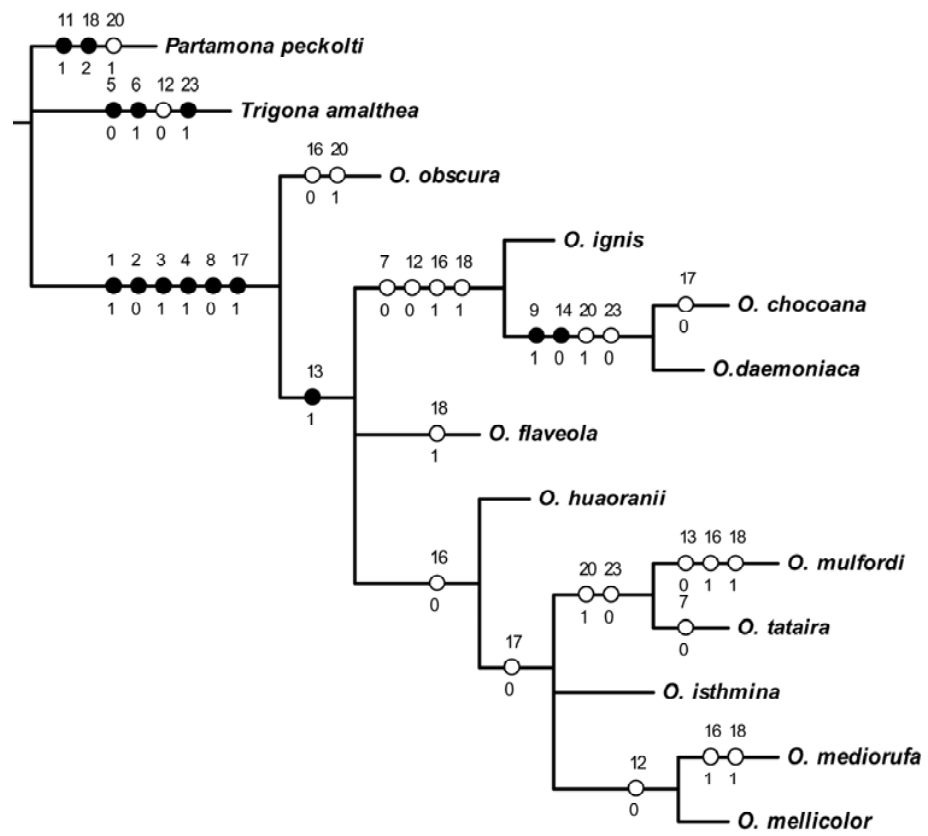 11 18 20
Partamona peckolti
1 2 1
5 6 12 23
Trigona amalthea
0 1 0 1
16 20
O. obscura
0 1
O. ignis
1 2 3 4 8 17
7 12 16 18
1 0 1 1 0 1
0 0 1 1
17
O. chocoana
0
9 14 20 23
1 0 1 0
O.daemoniaca
13
1
18
O. flaveola
1
O. huaoranii
16
0
13 16 18
O. mulfordi
0 1 1
20 23
1 0
7
O. tataira
0
17
0
O. isthmina
16 18
O. mediorufa
1 1
12
0
O. mellicolor